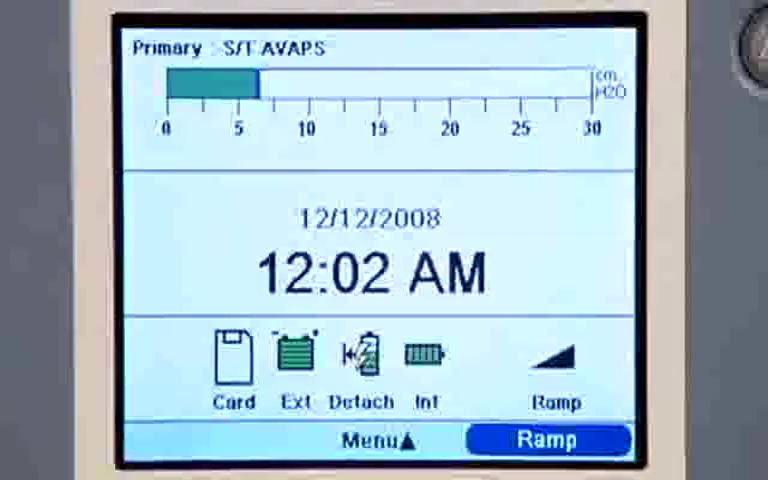 Primary : S/T AVAPS
cm
H2O
0 5 10 15 20 25 30
12/12/2008
12:02 AM
Card Ext Detach Int Ramp
Menu▲ Ramp